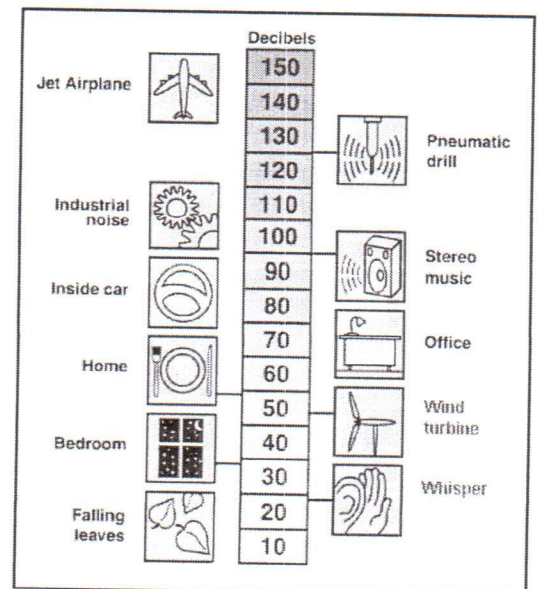 Decibels
150
140
130
120
110
100
90
80
70
60
50
40
30
20
10
Jet Airplane
Industrial
noise
Inside car
Home
Bedroom
Falling
leaves
Pneumatic
drill
Stereo
music
Office
Wind
turbine
Whisper